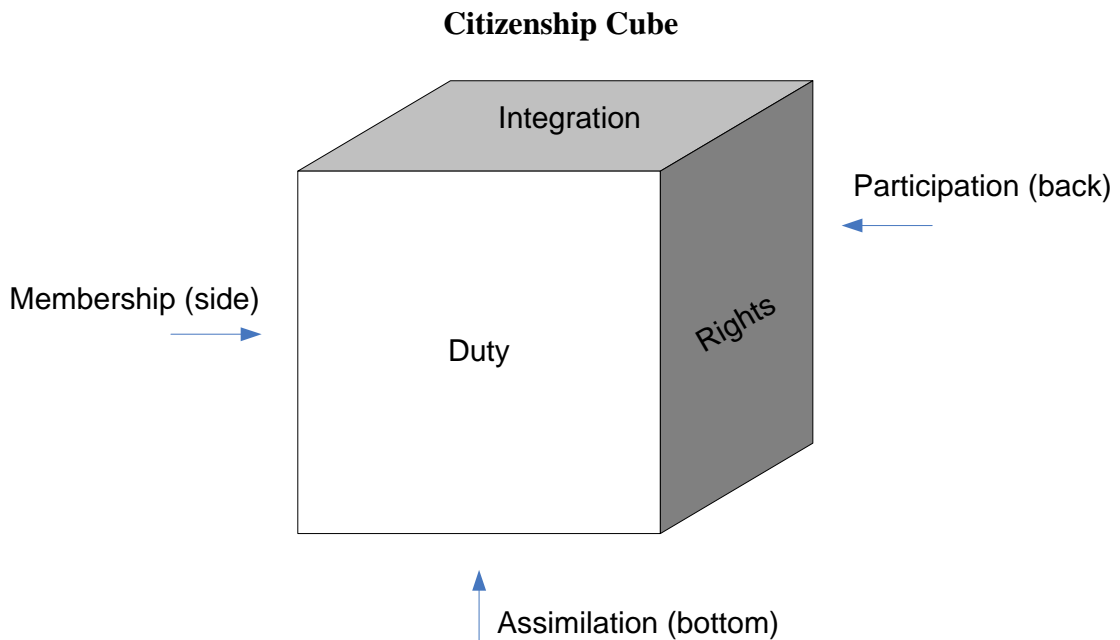 Citizenship Cube
Integration
Participation (back)
Membership (side)
Rights
Duty
Assimilation (bottom)